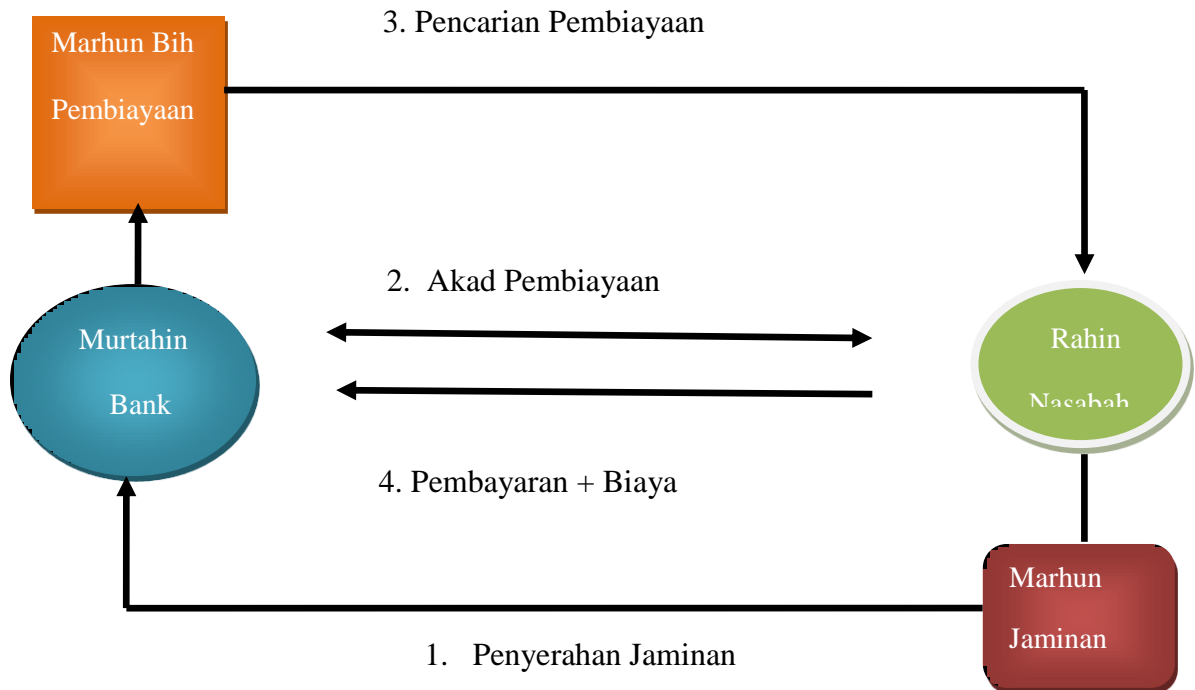 3. Pencarian Pembiayaan
Marhun Bih
Pembiayaan
2. Akad Pembiayaan
Murtahin
Bank
Rahin
Nasabah
4. Pembayaran + Biaya
Marhun
Jaminan
1. Penyerahan Jaminan